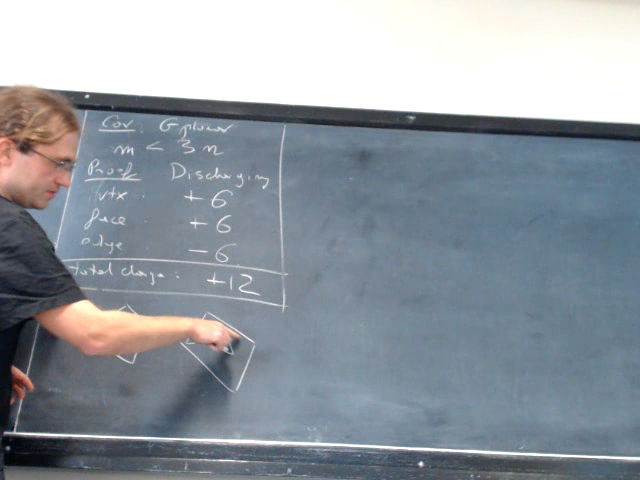 Cor. G planar
m < 3n
Proof Discharging
vtx +6
face . +6
edge . -6
total charge: +12